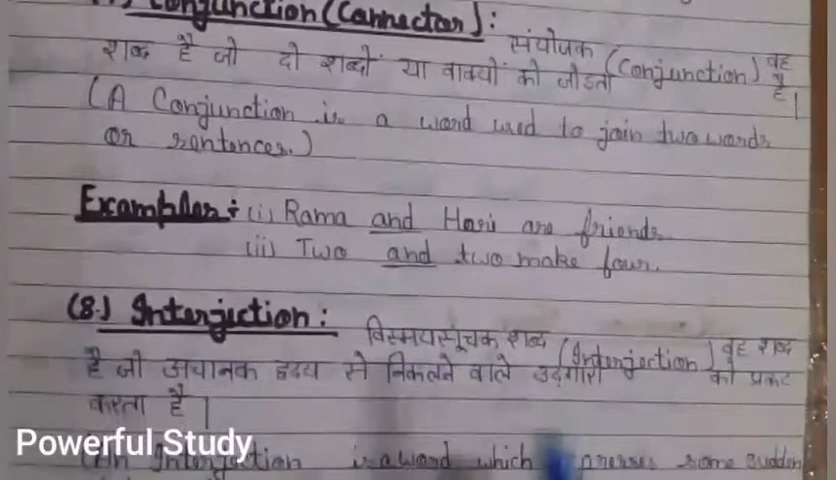 Conjunction (Connector) :
संयोजक (Conjunction) वह
शब्द है जो दो शब्दों या वाक्यों को जोड़ता है।
(A Conjunction is a word used to join two words
or sentences.)
Examples : (i) Rama and Hari are friends.
(ii) Two and two make four.
(8.) Interjection :
विस्मयसूचक शब्द (Interjection) वह शब्द
है जो अचानक हृदय से निकलने वाले उद्गारों को प्रकट
करता है।
Powerful Study
(An Interjection is a word which some sudden